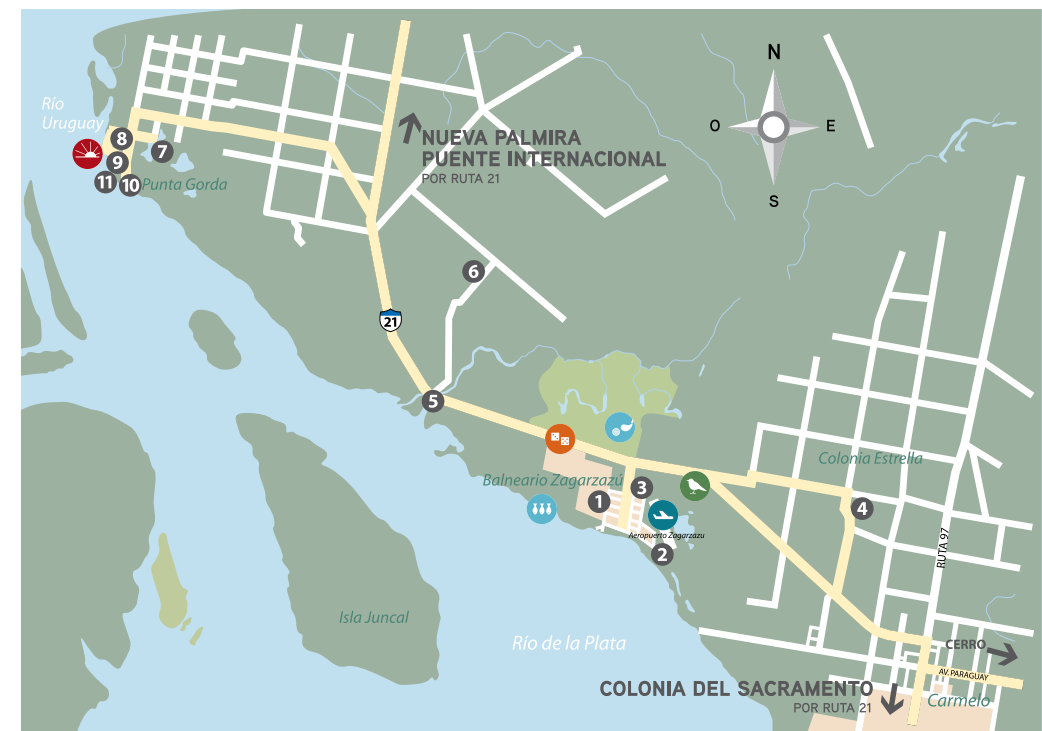 N
O
E
S
Río
Uruguay
8
7
9
11
10
Punta Gorda
NUEVA PALMIRA
PUENTE INTERNACIONAL
POR RUTA 21
6
21
5
Colonia Estrella
Balneario Zagarzazú
3
1
4
Aeropuerto Zagarzazu
2
RUTA 97
Isla Juncal
Río de la Plata
CERRO
AV. PARAGUAY
COLONIA DEL SACRAMENTO
POR RUTA 21
Carmelo